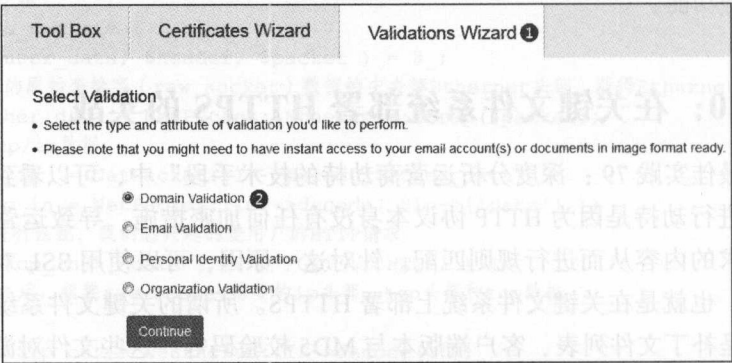 Tool Box Certificates Wizard Validations Wizard ❶
Select Validation
• Select the type and attribute of validation you'd like to perform.
• Please note that you might need to have instant access to your email account(s) or documents in image format ready.
Domain Validation ❷
Email Validation
Personal Identity Validation
Organization Validation
Continue